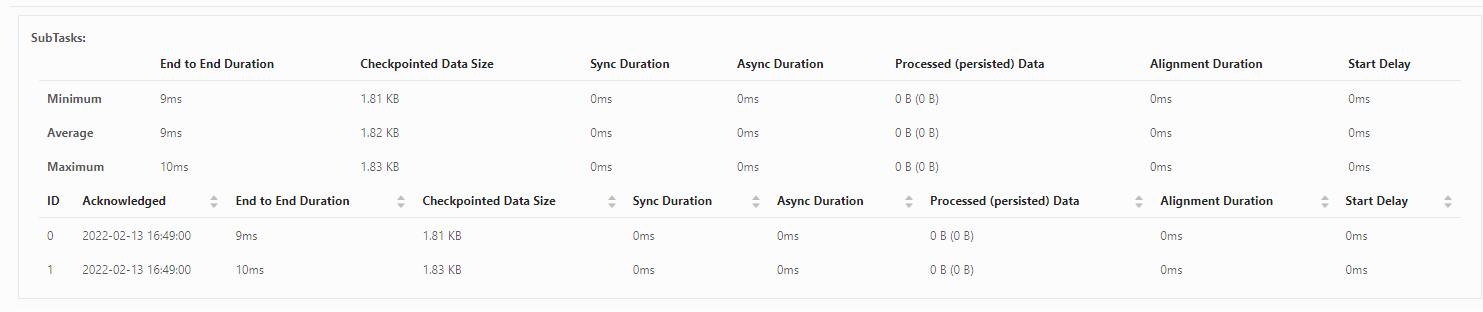 SubTasks:
End to End Duration Checkpointed Data Size Sync Duration Async Duration Processed (persisted) Data Alignment Duration Start Delay
Minimum 9ms 1.81 KB 0ms 0ms 0 B (0 B) 0ms 0ms
Average 9ms 1.82 KB 0ms 0ms 0 B (0 B) 0ms 0ms
Maximum 10ms 1.83 KB 0ms 0ms 0 B (0 B) 0ms 0ms
ID Acknowledged End to End Duration Checkpointed Data Size Sync Duration Async Duration Processed (persisted) Data Alignment Duration Start Delay
0 2022-02-13 16:49:00 9ms 1.81 KB 0ms 0ms 0 B (0 B) 0ms 0ms
1 2022-02-13 16:49:00 10ms 1.83 KB 0ms 0ms 0 B (0 B) 0ms 0ms